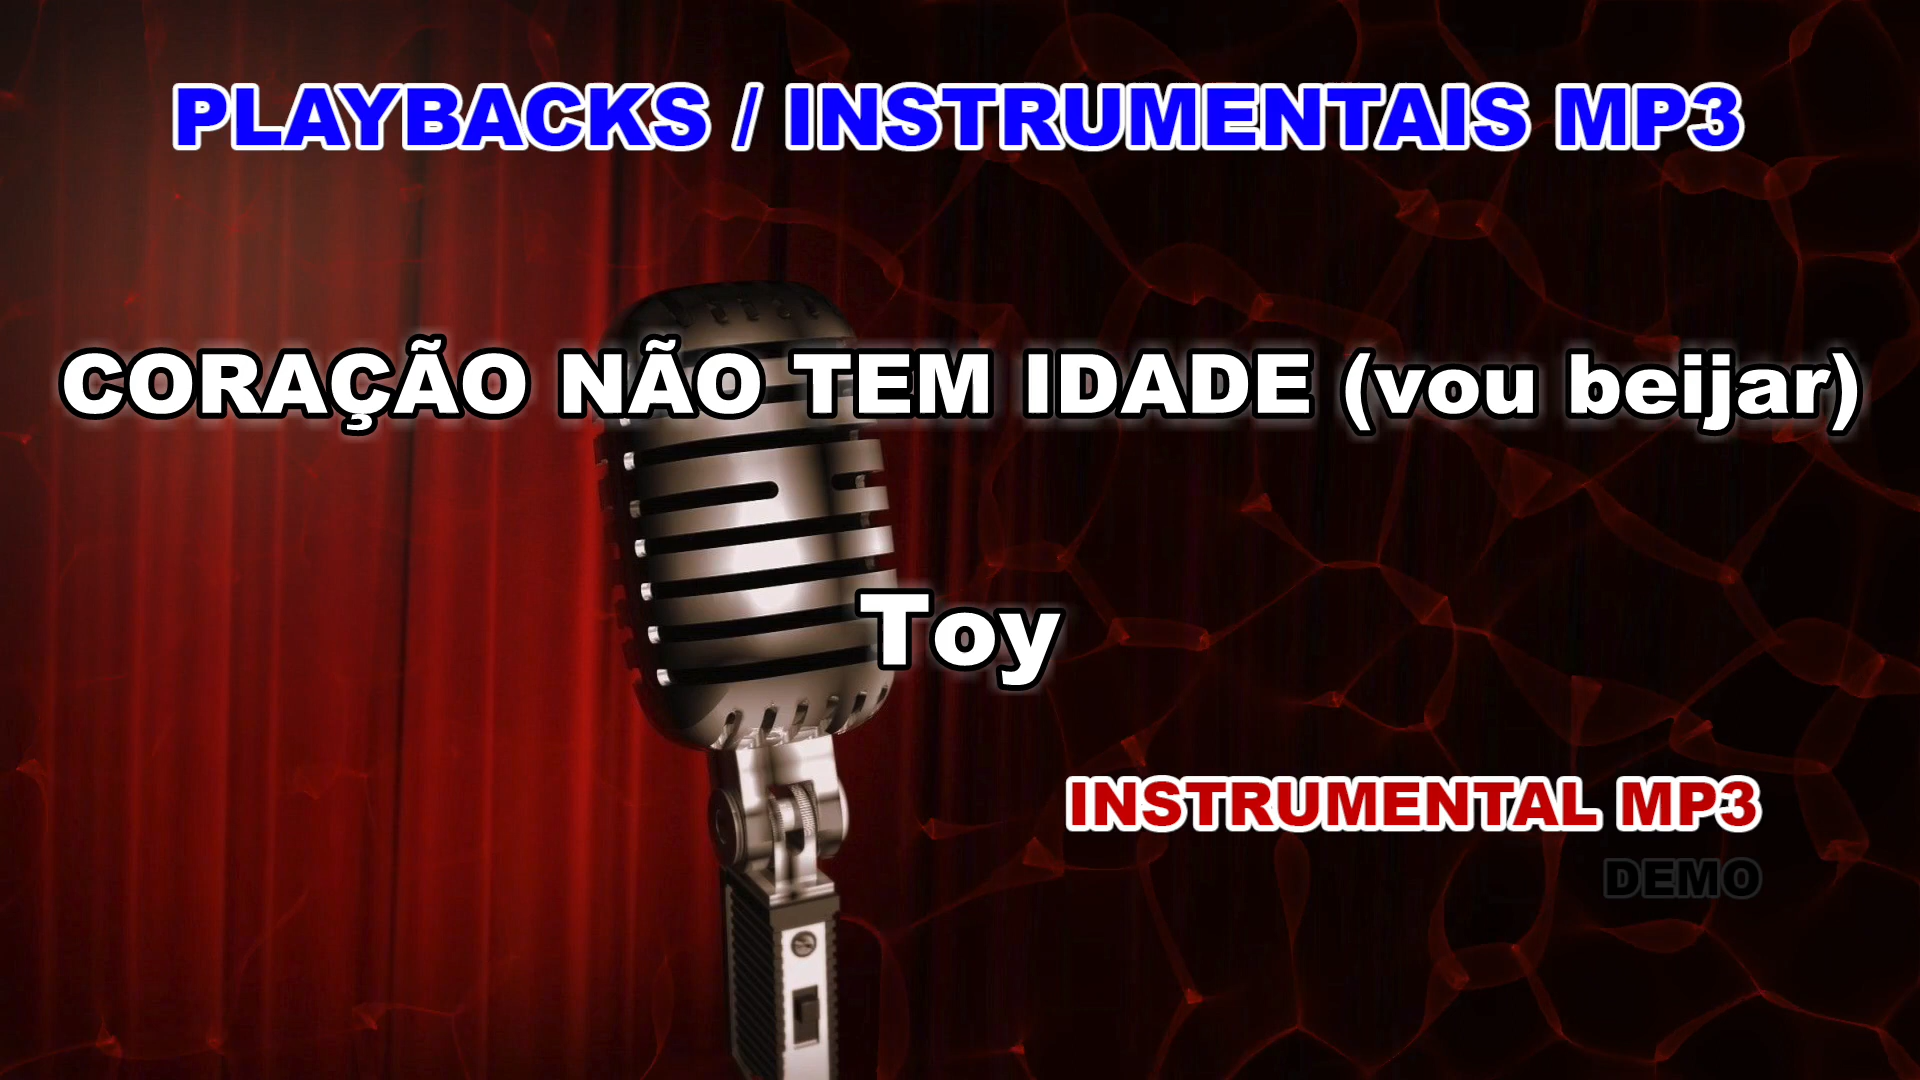 PLAYBACKS / INSTRUMENTAIS MP3
CORAÇÃO NÃO TEM IDADE (vou beijar)
Toy
INSTRUMENTAL MP3
DEMO